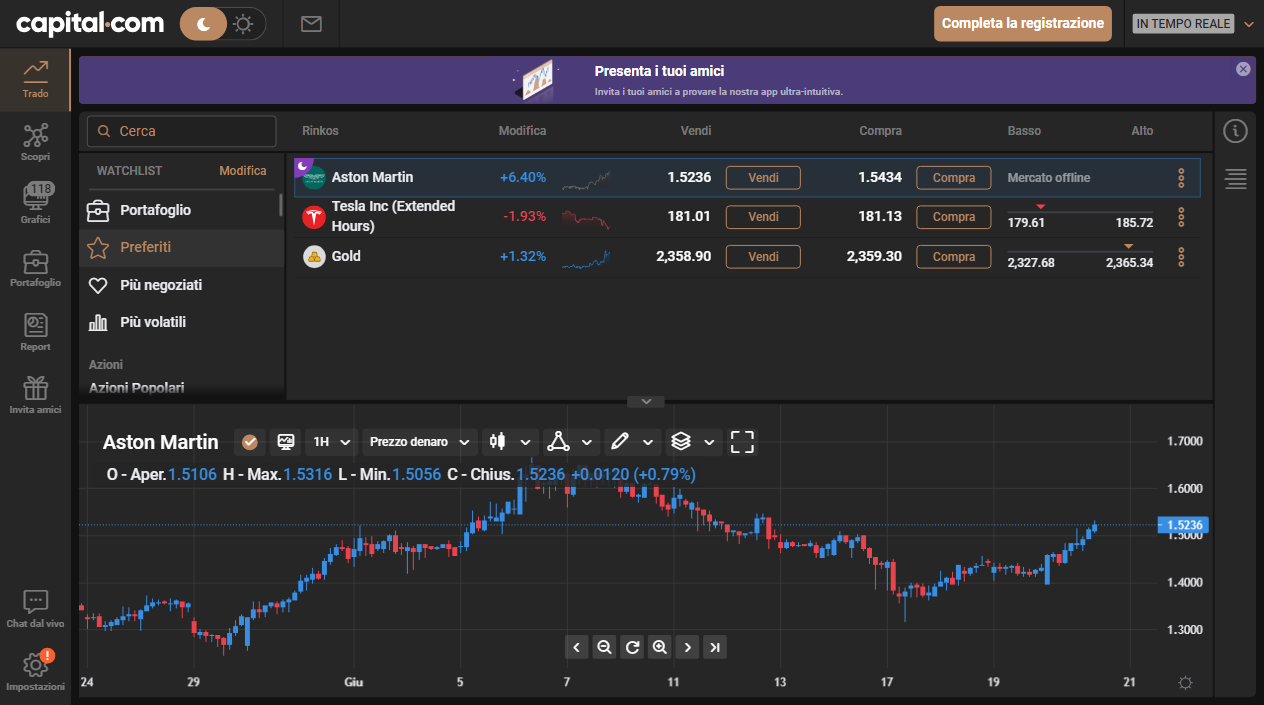 capital.com
Completa la registrazione
IN TEMPO REALE
Trado
Presenta i tuoi amici
Invita i tuoi amici a provare la nostra app ultra-intuitiva.
Cerca
Rinkos Modifica Vendi Compra Basso Alto
Scopri
118
Grafici
Portafoglio
Report
Invita amici
Chat dal vivo
!
Impostazioni
WATCHLIST Modifica
Portafoglio
Preferiti
Più negoziati
Più volatili
Azioni
Azioni Popolari
Aston Martin +6.40% 1.5236 Vendi 1.5434 Compra Mercato offline
Tesla Inc (Extended
Hours) -1.93% 181.01 Vendi 181.13 Compra 179.61 185.72
Gold +1.32% 2,358.90 Vendi 2,359.30 Compra 2,327.68 2,365.34
Aston Martin 1H Prezzo denaro
O - Aper.1.5106 H - Max.1.5316 L - Min.1.5056 C - Chius.1.5236 +0.0120 (+0.79%)
1.7000
1.6000
1.5236
1.5000
1.4000
1.3000
24 29 Giu 5 7 11 13 17 19 21